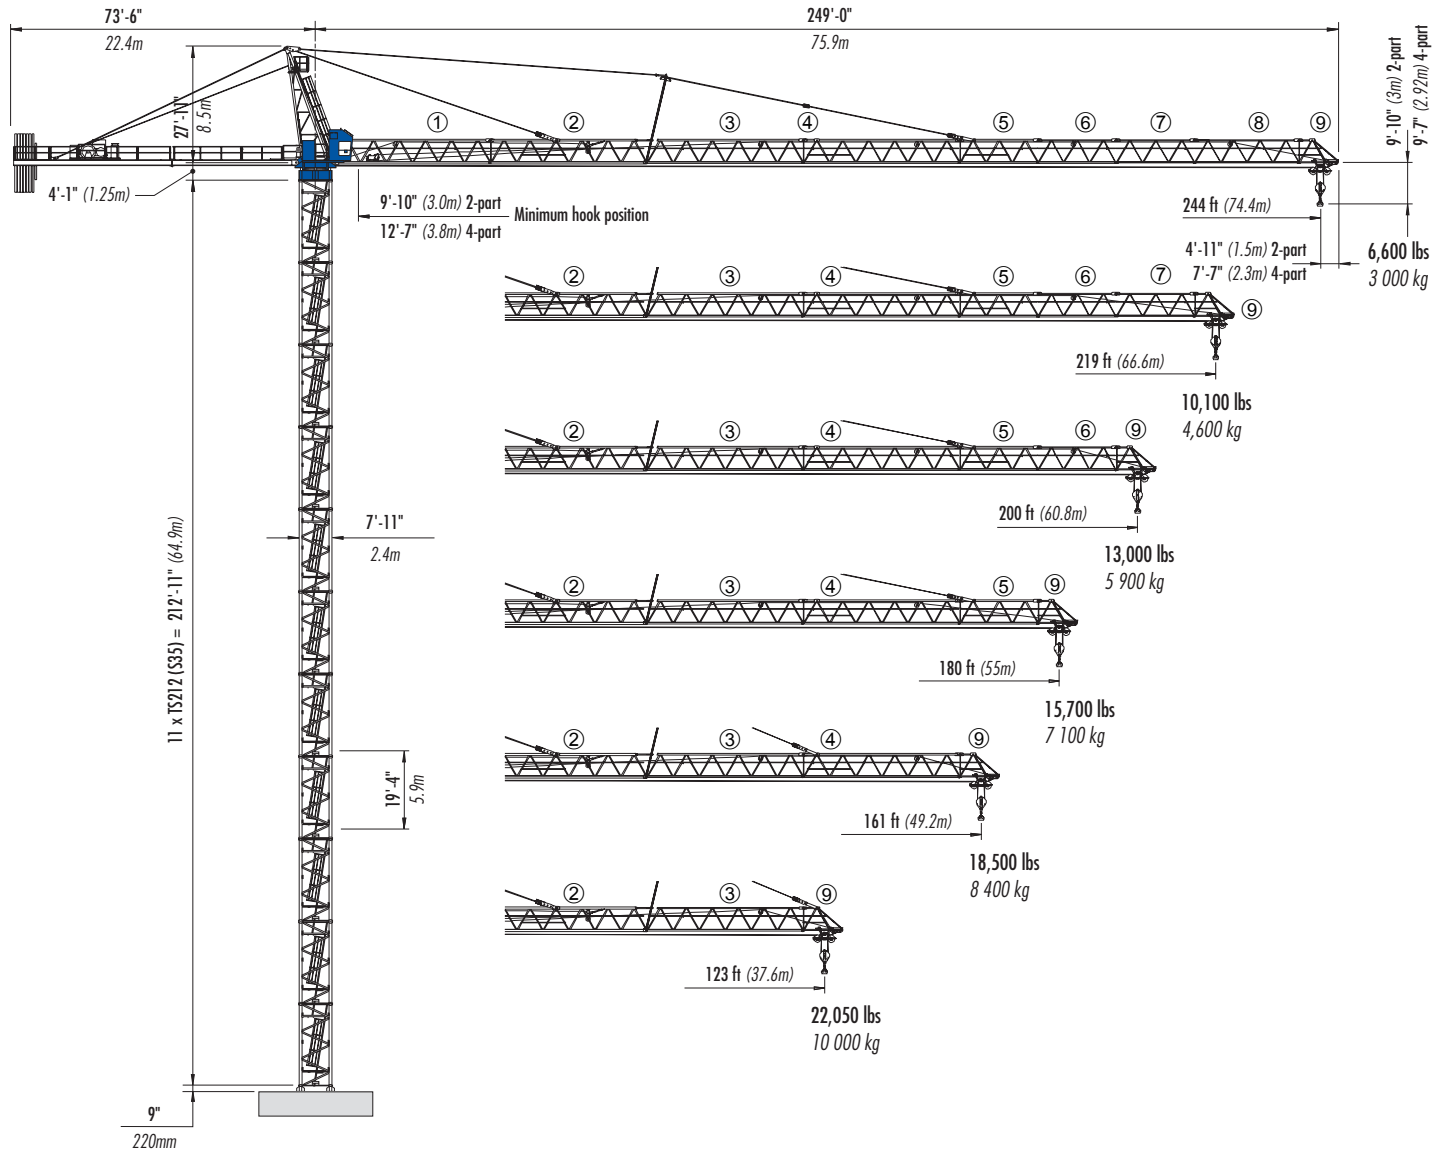 73'-6"
22.4m
249'-0"
75.9m
9'-10" (3m) 2-part
9'-7" (2.92m) 4-part
27'-11"
8.5m
①
②
③
④
⑤
⑥
⑦
⑧
⑨
4'-1" (1.25m)
9'-10" (3.0m) 2-part
12'-7" (3.8m) 4-part
Minimum hook position
244 ft (74.4m)
4'-11" (1.5m) 2-part
7'-7" (2.3m) 4-part
6,600 lbs
3 000 kg
②
③
④
⑤
⑥
⑦
⑨
219 ft (66.6m)
10,100 lbs
4,600 kg
②
③
④
⑤
⑥
⑨
200 ft (60.8m)
13,000 lbs
5 900 kg
7'-11"
2.4m
11 x TS212 (S35) = 212'-11" (64.9m)
②
③
④
⑤
⑨
180 ft (55m)
15,700 lbs
7 100 kg
②
③
④
⑨
19'-4"
5.9m
161 ft (49.2m)
18,500 lbs
8 400 kg
②
③
⑨
123 ft (37.6m)
22,050 lbs
10 000 kg
9"
220mm